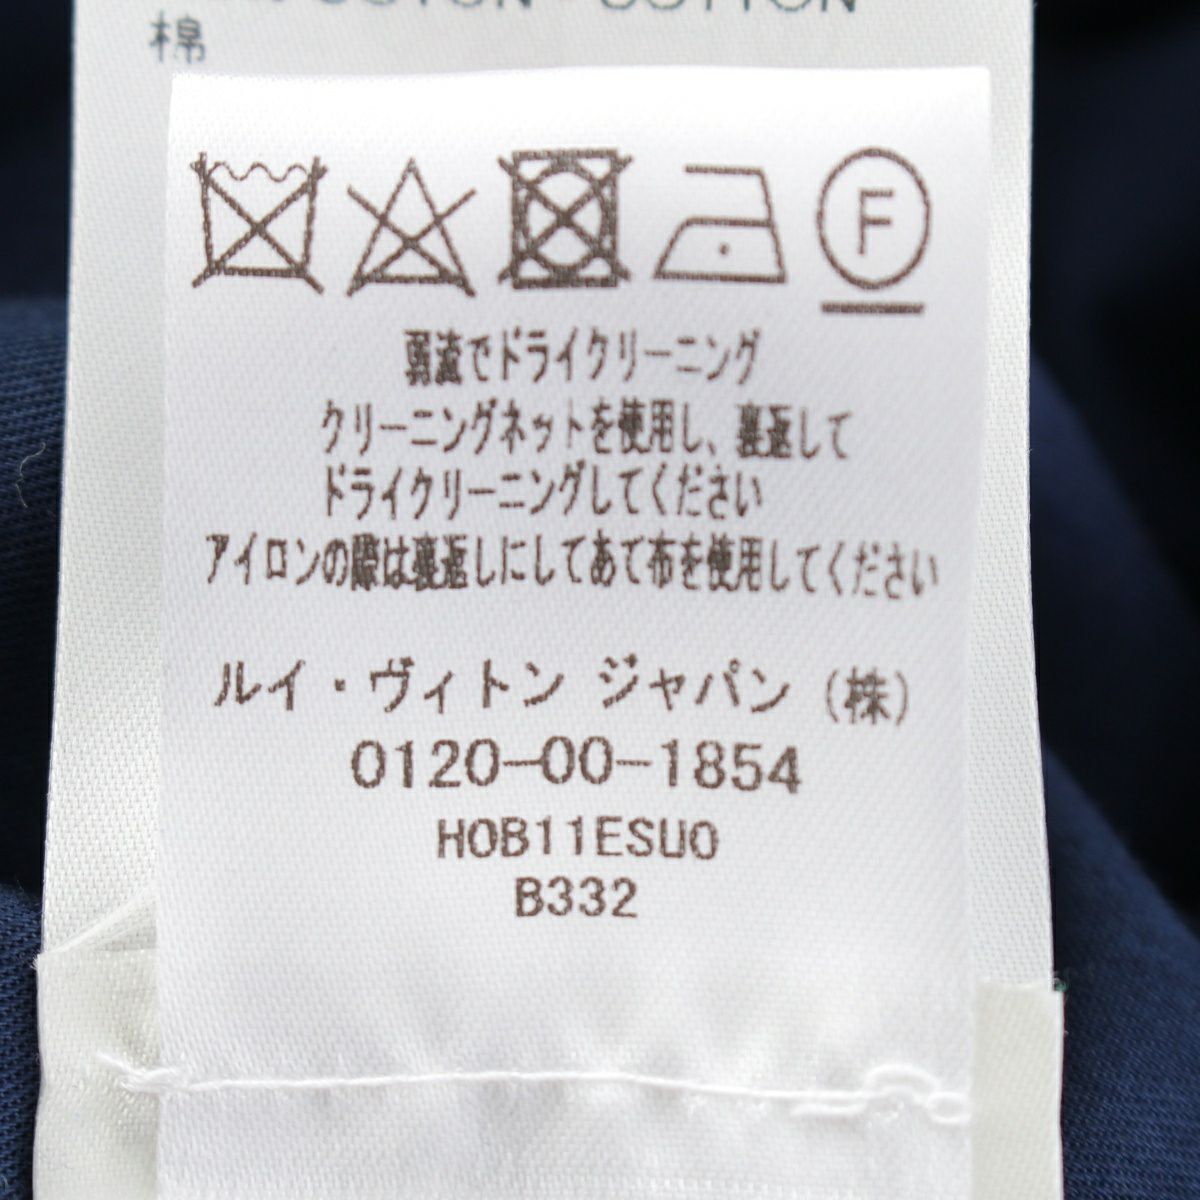 COTON - COTTON
棉
F
弱流でドライクリーニング
クリーニングネットを使用し、裏返して
ドライクリーニングしてください
アイロンの際は裏返しにしてあて布を使用してください
ルイ・ヴィトン ジャパン (株)
0120-00-1854
H0B11ESU0
B332